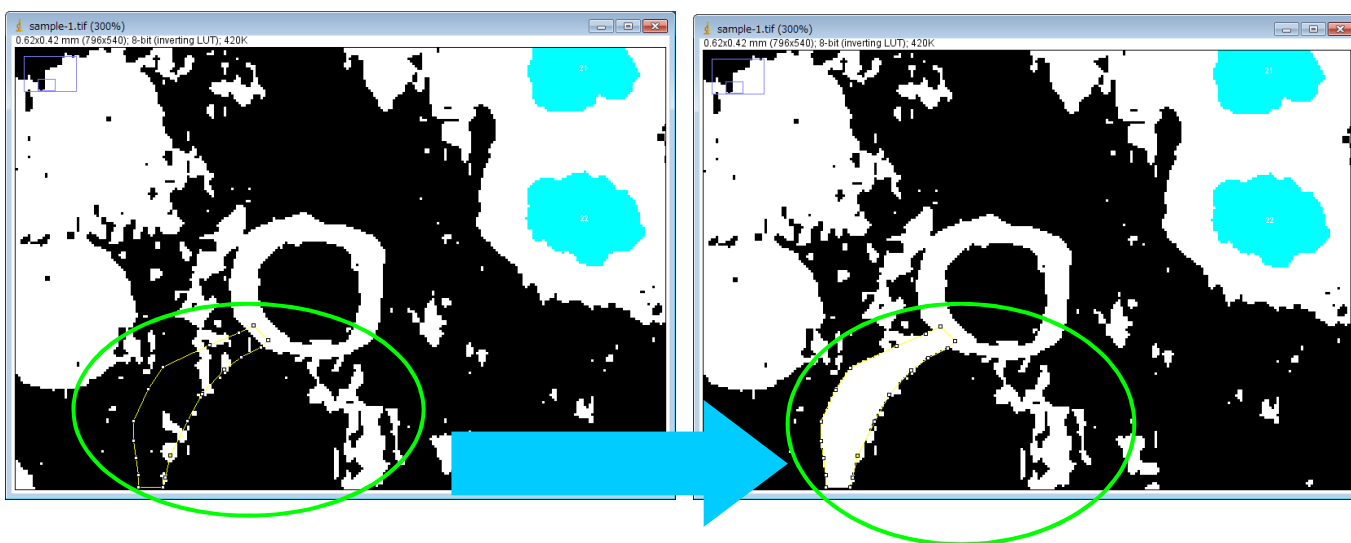 sample-1.tif (300%)
0.62x0.42 mm (796x540); 8-bit (inverting LUT); 420K
21
22
sample-1.tif (300%)
0.62x0.42 mm (796x540); 8-bit (inverting LUT); 420K
21
22